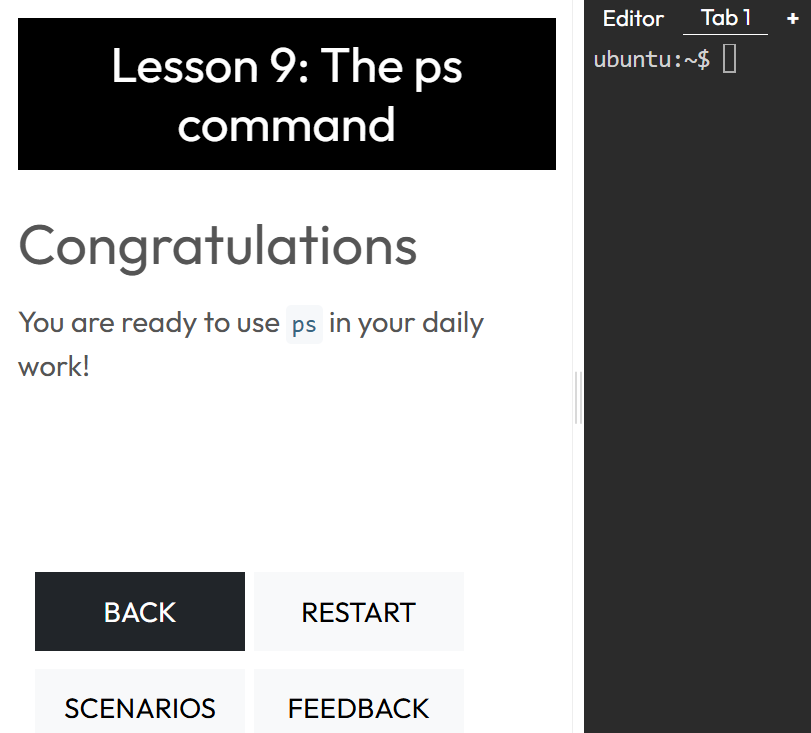 Lesson 9: The ps
command
Congratulations
You are ready to use ps in your daily
work!
BACK
RESTART
SCENARIOS
FEEDBACK
Editor
Tab 1
+
ubuntu:~$